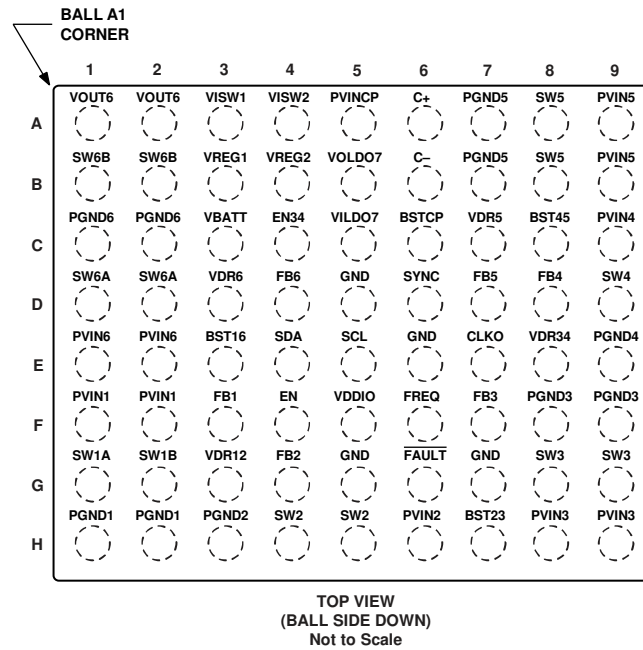 BALL A1
CORNER
1 2 3 4 5 6 7 8 9
VOUT6 VOUT6 VISW1 VISW2 PVINCP C+ PGND5 SW5 PVIN5
A
SW6B SW6B VREG1 VREG2 VOLDO7 C– PGND5 SW5 PVIN5
B
PGND6 PGND6 VBATT EN34 VILDO7 BSTCP VDR5 BST45 PVIN4
C
SW6A SW6A VDR6 FB6 GND SYNC FB5 FB4 SW4
D
PVIN6 PVIN6 BST16 SDA SCL GND CLKO VDR34 PGND4
E
PVIN1 PVIN1 FB1 EN VDDIO FREQ FB3 PGND3 PGND3
F
SW1A SW1B VDR12 FB2 GND FAULT GND SW3 SW3
G
PGND1 PGND1 PGND2 SW2 SW2 PVIN2 BST23 PVIN3 PVIN3
H
TOP VIEW
(BALL SIDE DOWN)
Not to Scale